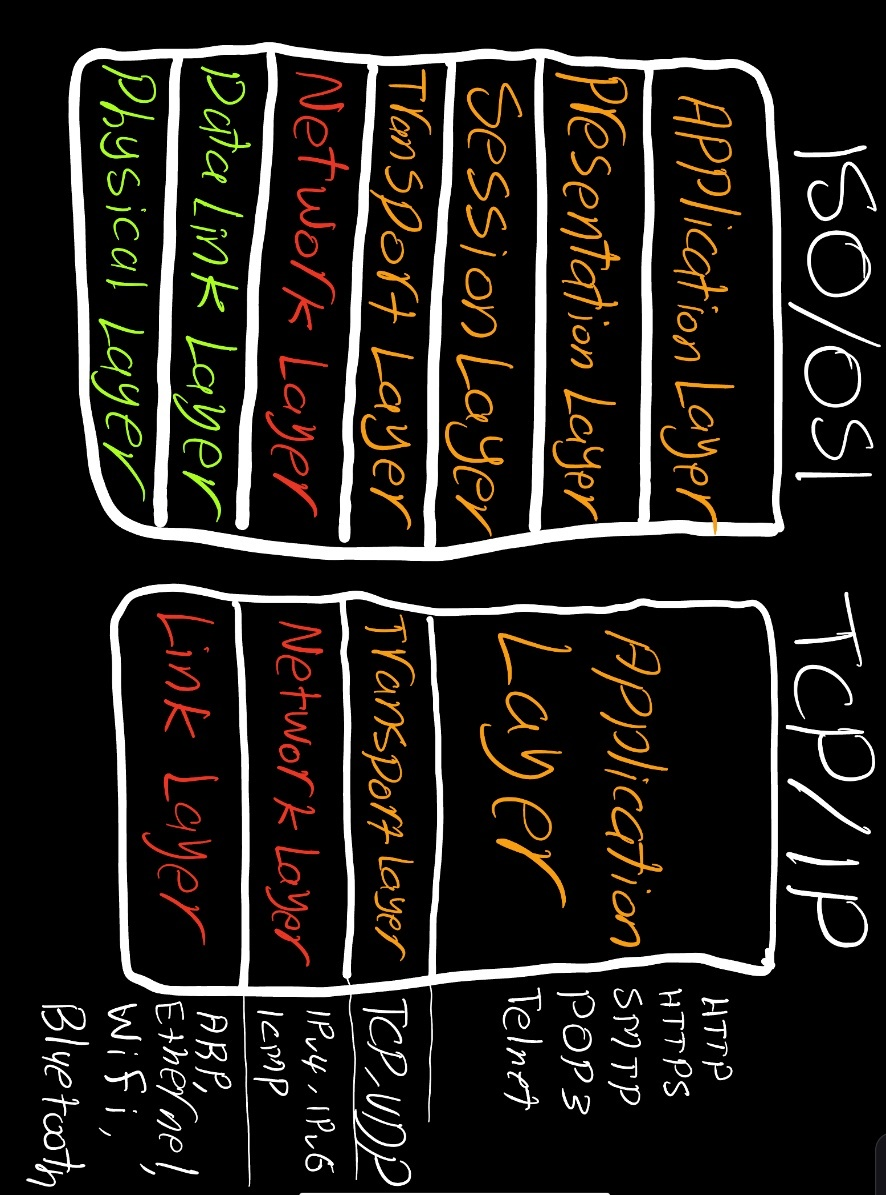 ISO/OSI
Application Layer
Presentation Layer
Session Layer
Transport Layer
Network Layer
Data Link Layer
Physical Layer
TCP/IP
Application
Layer
Transport Layer
Network Layer
Link Layer
HTTP
HTTPS
SMTP
POP3
Telnet
TCP, UDP
IPv4, IPv6
ICMP
ARP,
Ethernet,
WiFi,
Bluetooth